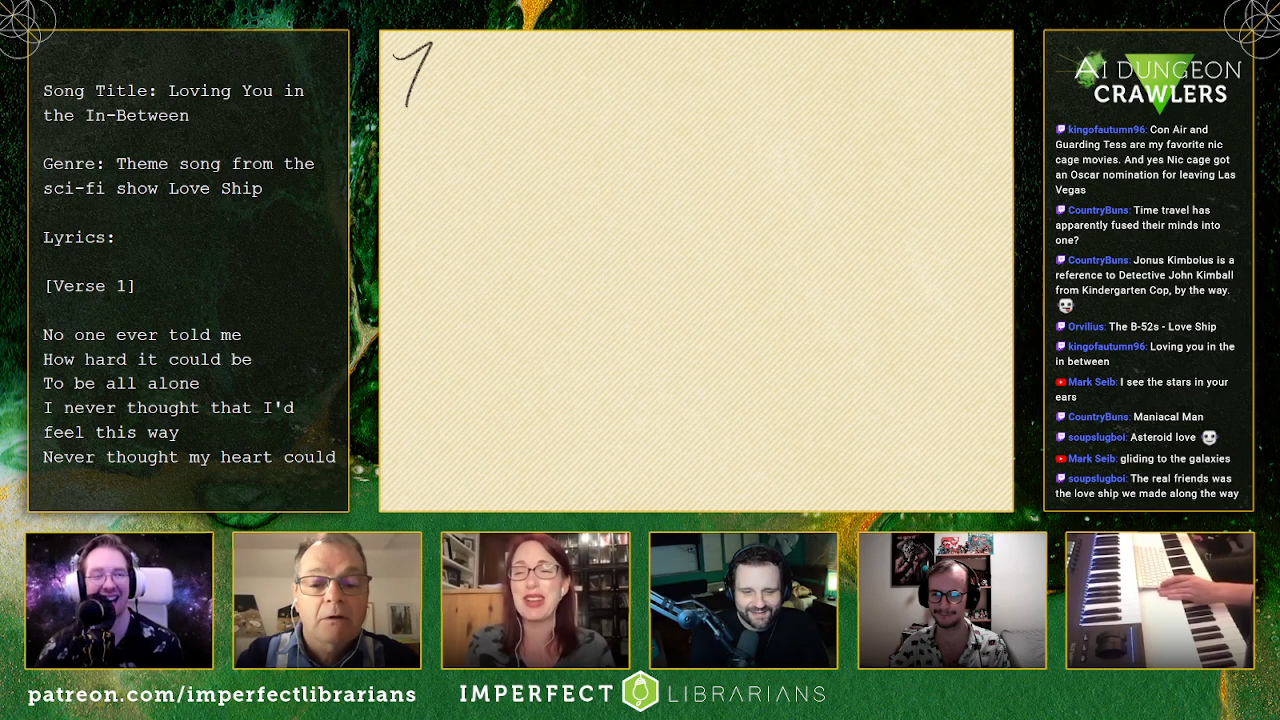 Song Title: Loving You in
the In-Between
Genre: Theme song from the
sci-fi show Love Ship
Lyrics:
[Verse 1]
No one ever told me
How hard it could be
To be all alone
I never thought that I'd
feel this way
Never thought my heart could
1
AI DUNGEON
CRAWLERS
kingofautumn96: Con Air and
Guarding Tess are my favorite nic
cage movies. And yes Nic cage got
an Oscar nomination for leaving Las
Vegas
CountryBuns: Time travel has
apparently fused their minds into
one?
CountryBuns: Jonus Kimbolus is a
reference to Detective John Kimball
from Kindergarten Cop, by the way.
Orvilius: The B-52s - Love Ship
kingofautumn96: Loving you in the
in between
Mark Seib: I see the stars in your
ears
CountryBuns: Maniacal Man
soupslugboi: Asteroid love
Mark Seib: gliding to the galaxies
soupslugboi: The real friends was
the love ship we made along the way
patreon.com/imperfectlibrarians
IMPERFECT LIBRARIANS